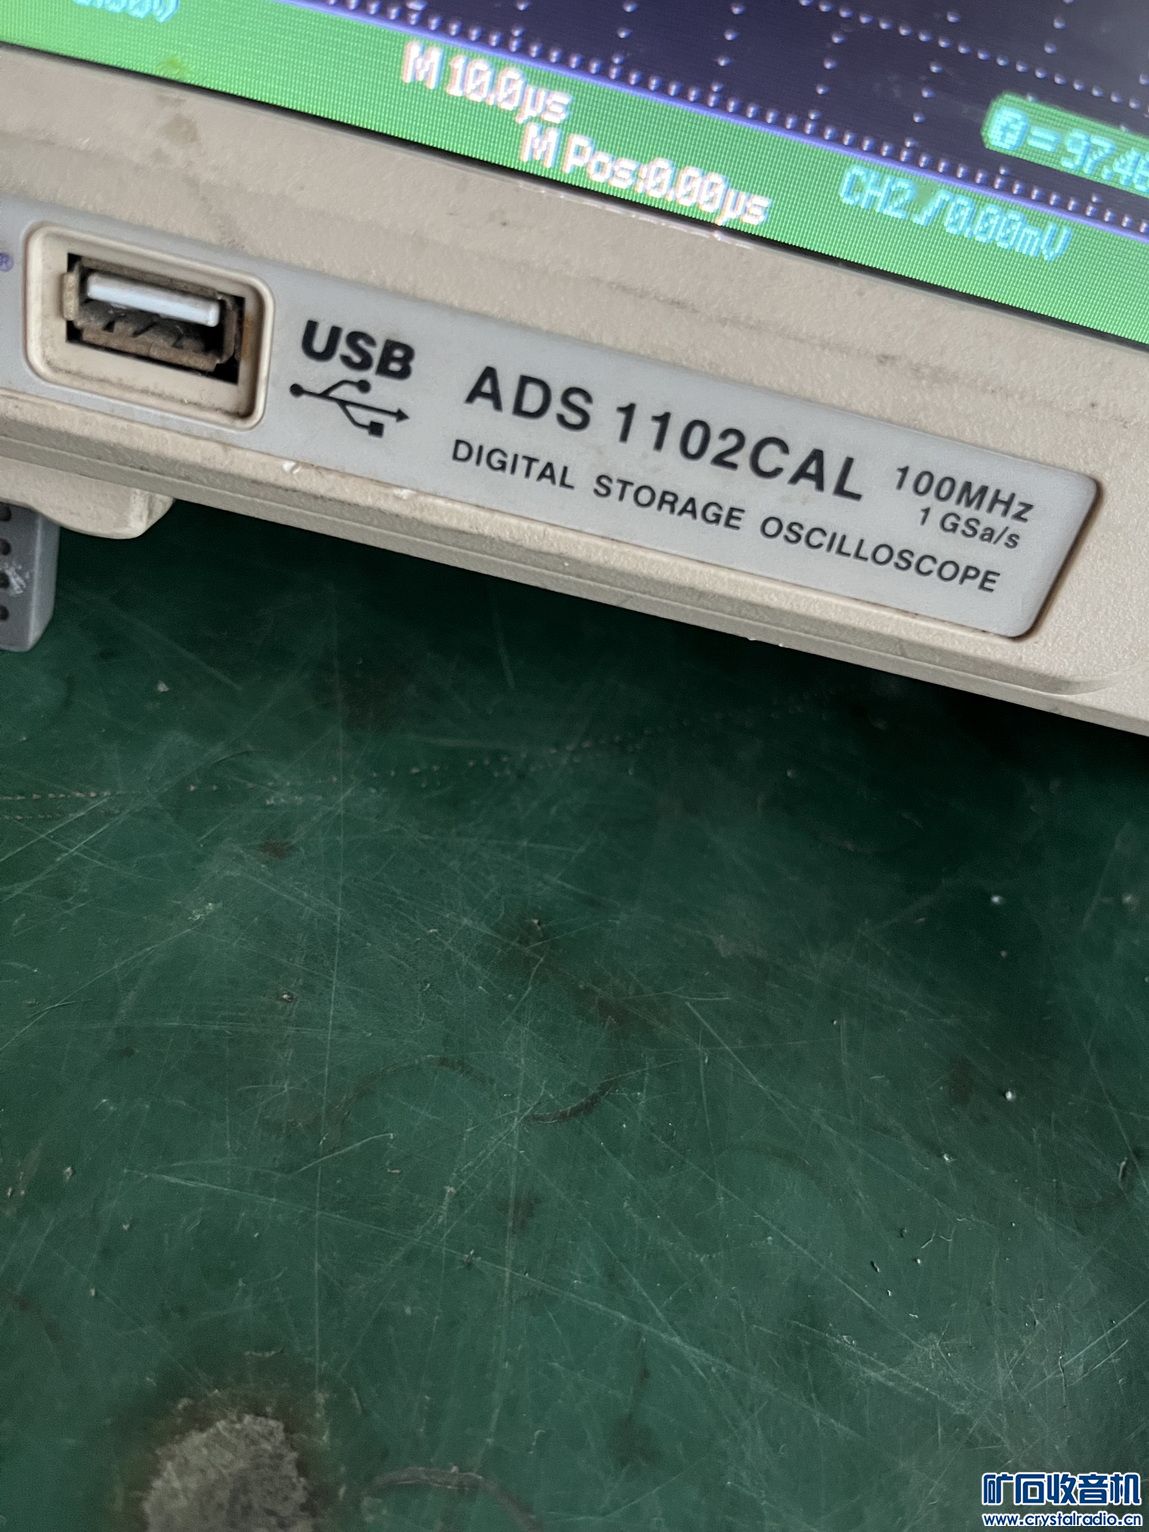 M 10.0μs
M Pos:0.00μs
CH2 /0.00mV
®
USB
ADS 1102CAL
100MHz
1 GSa/s
DIGITAL STORAGE OSCILLOSCOPE
矿石收音机
www.crystalradio.cn